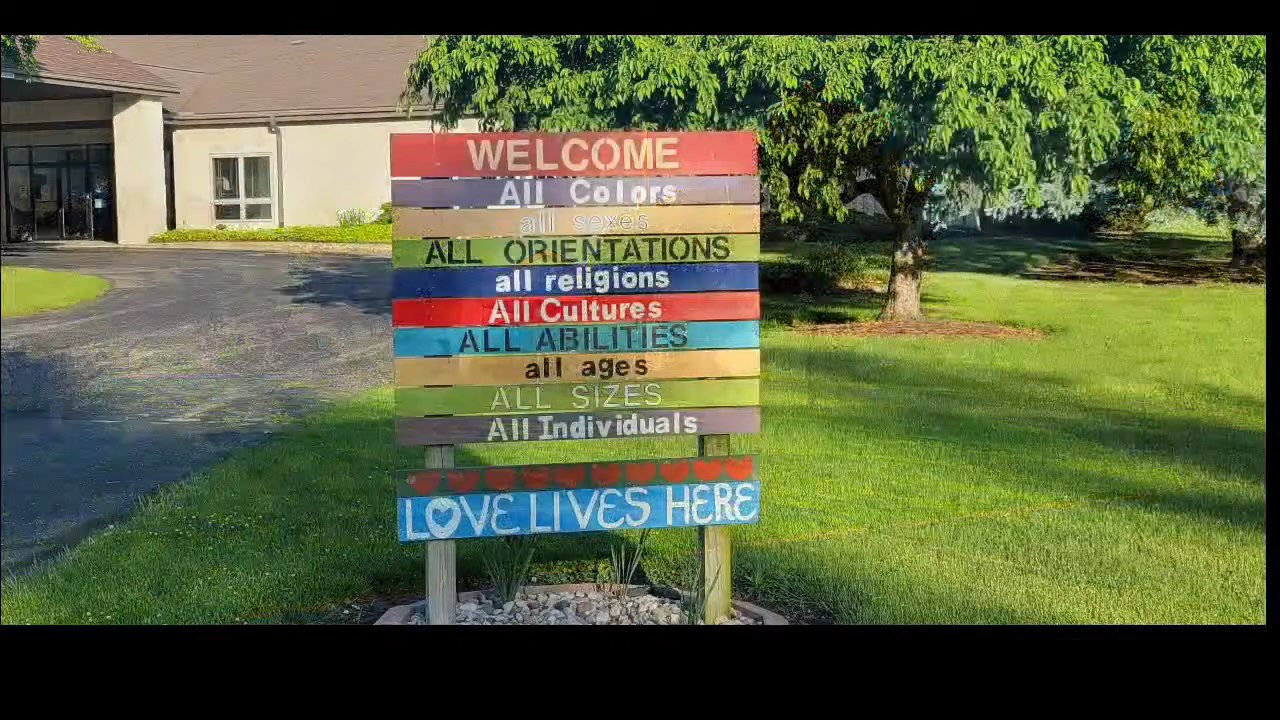 WELCOME
All Colors
all sexes
ALL ORIENTATIONS
all religions
All Cultures
ALL ABILITIES
all ages
ALL SIZES
All Individuals
LOVE LIVES HERE